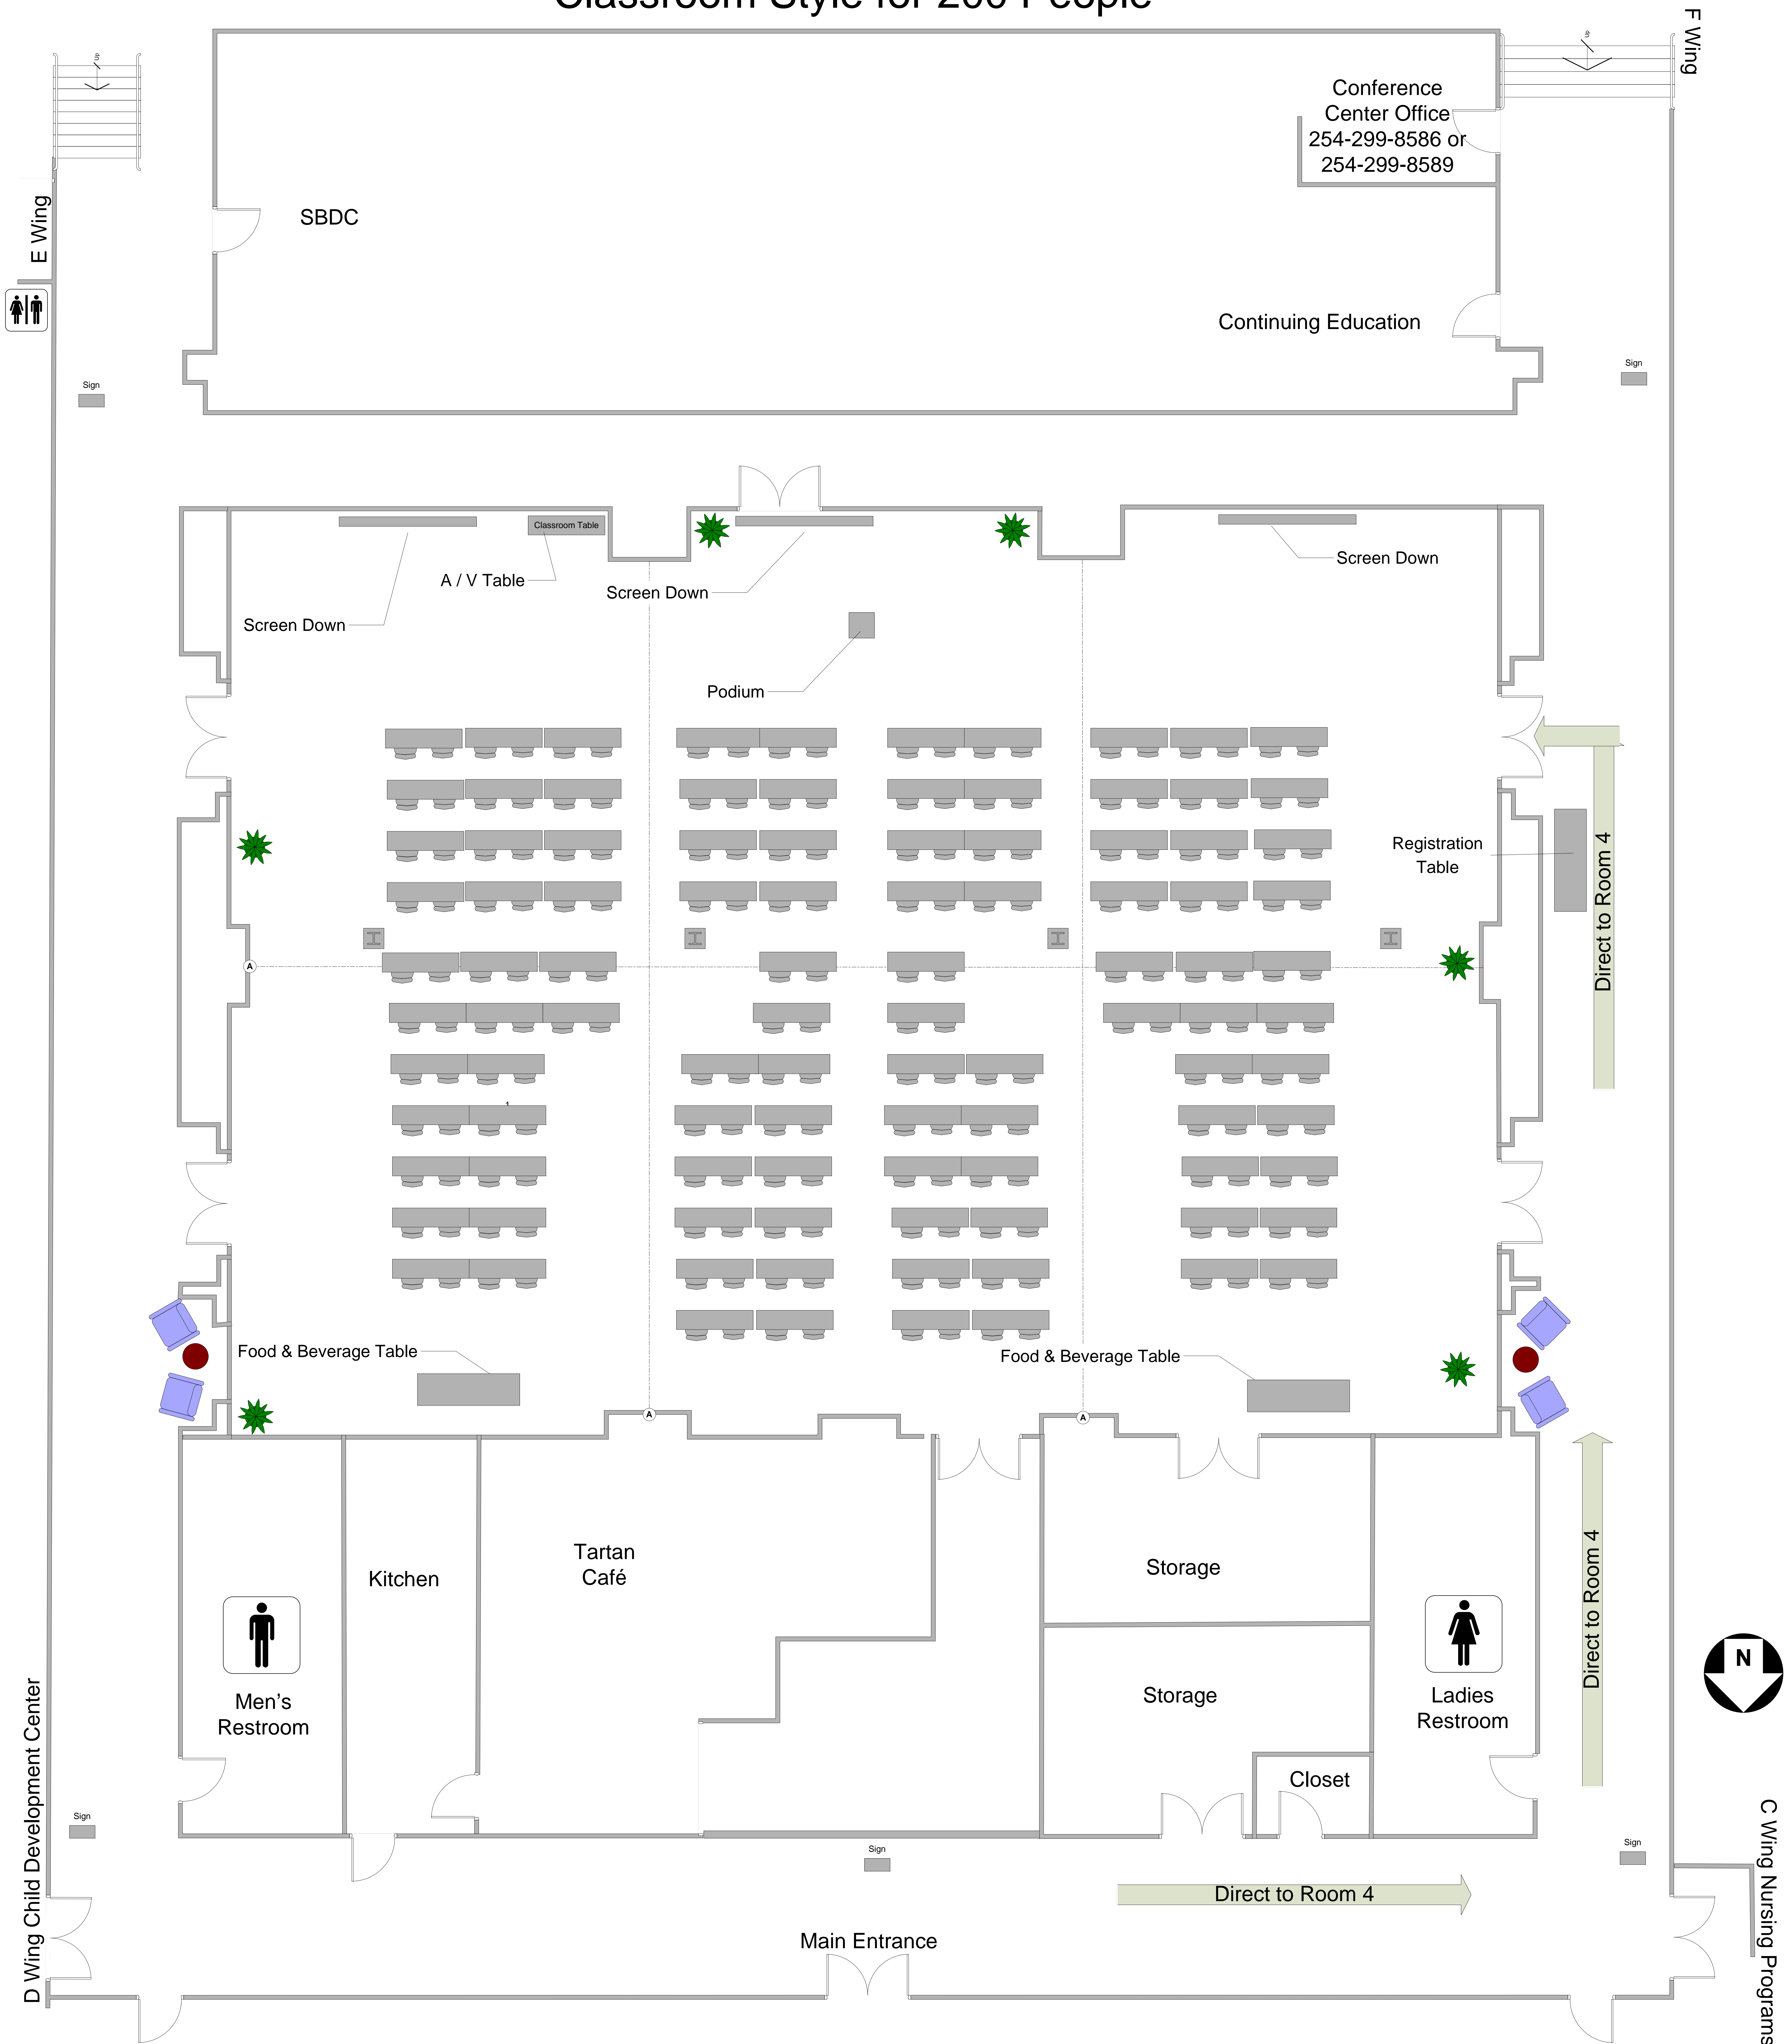 Classroom Style for 200 People
F Wing
Up
Up
Conference
Center Office
254-299-8586 or
254-299-8589
E Wing
SBDC
Continuing Education
Sign
Sign
Classroom Table
A / V Table
Screen Down
Screen Down
Screen Down
Podium
Registration
Table
Direct to Room 4
A
1
Food & Beverage Table
Food & Beverage Table
A
A
Tartan
Café
Kitchen
Storage
Direct to Room 4
N
Men's
Restroom
Storage
Ladies
Restroom
Closet
D Wing Child Development Center
C Wing Nursing Programs
Sign
Sign
Sign
Direct to Room 4
Main Entrance